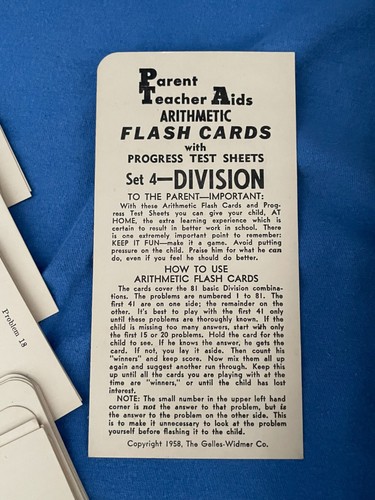 Parent
Teacher Aids
ARITHMETIC
FLASH CARDS
with
PROGRESS TEST SHEETS
Set 4—DIVISION
TO THE PARENT—IMPORTANT:
With these Arithmetic Flash Cards and Prog-
ress Test Sheets you can give your child, AT
HOME, the extra learning experience which is
certain to result in better work in school. There
is one extremely important point to remember:
KEEP IT FUN—make it a game. Avoid putting
pressure on the child. Praise him for what he can
do, even if you feel he should do better.
HOW TO USE
ARITHMETIC FLASH CARDS
The cards cover the 81 basic Division combina-
tions. The problems are numbered 1 to 81. The
first 41 are on one side; the remainder on the
other. It's best to play with the first 41 only
until these problems are thoroughly known. If the
child is missing too many answers, start with only
the first 15 or 20 problems. Hold the card for the
child to see. If he knows the answer, he gets the
card. If not, you lay it aside. Then count his
"winners" and keep score. Now mix them all up
again and suggest another run through. Keep this
up until all the cards you are playing with at the
time are "winners," or until the child has lost
interest.
NOTE: The small number in the upper left hand
corner is not the answer to that problem, but is
the answer to the problem on the other side. This
is to make it unnecessary to look at the problem
yourself before flashing it to the child.
Copyright 1958, The Gelles-Widmer Co.
Problem 18